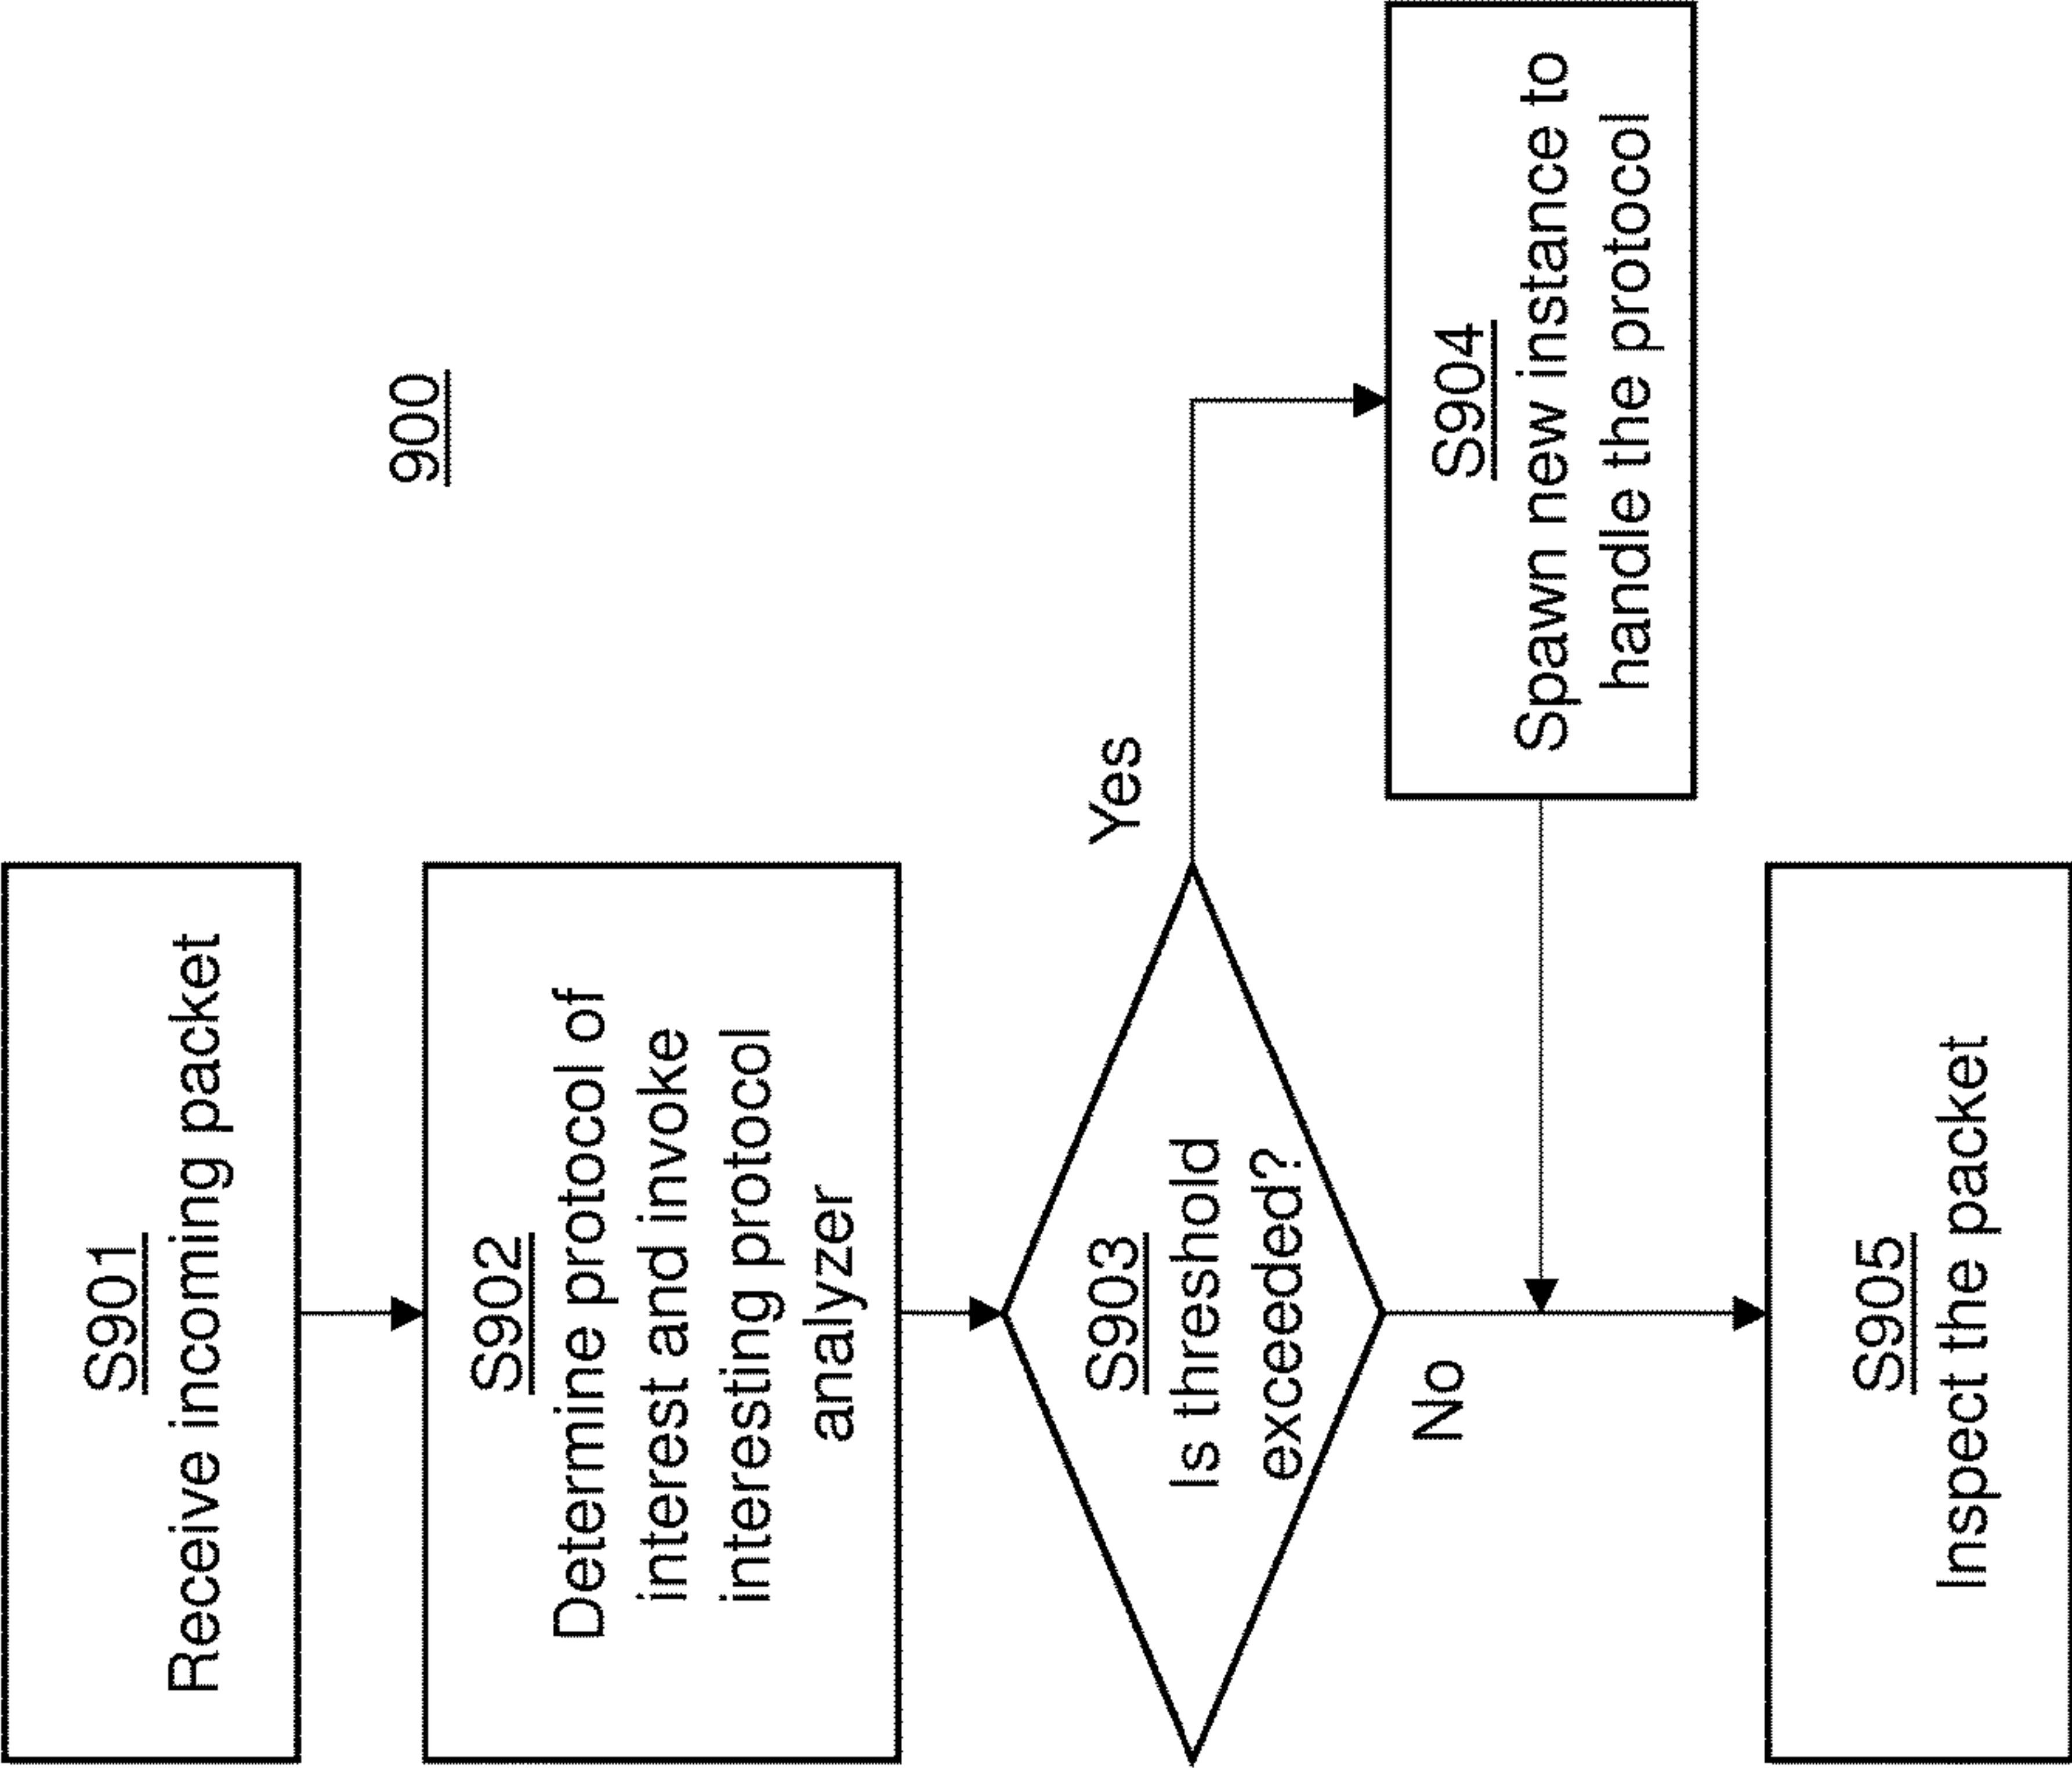 900
S901
Receive incoming packet
S902
Determine protocol of
interest and invoke
interesting protocol
analyzer
S903
Is threshold
exceeded?
Yes
No
S904
Spawn new instance to
handle the protocol
S905
Inspect the packet